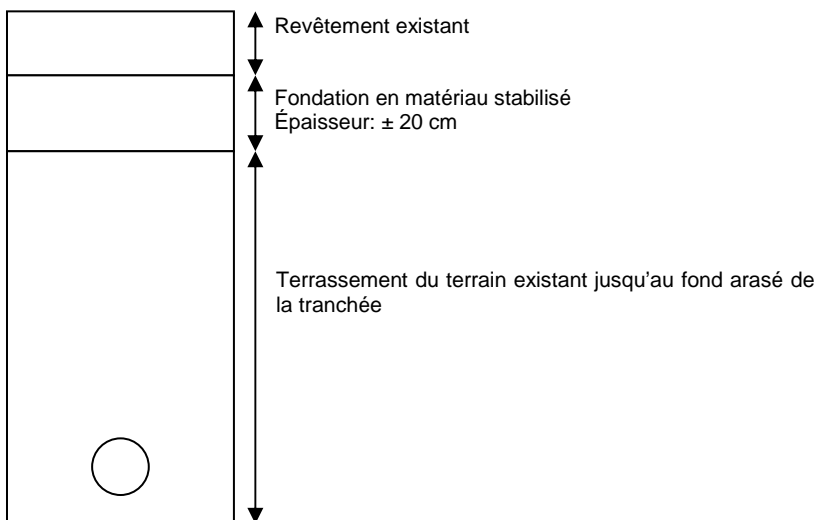 Revêtement existant
Fondation en matériau stabilisé
Épaisseur: ± 20 cm
Terrassement du terrain existant jusqu'au fond arasé de
la tranchée